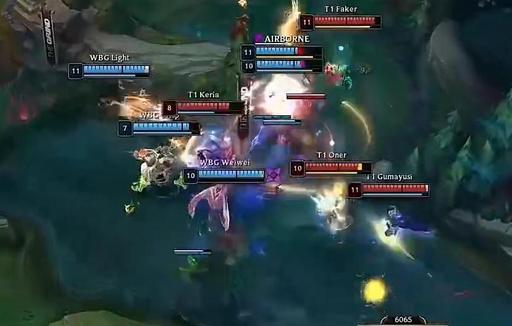 T1 Faker
11
AIRBORNE
11
10
WBG Light
11
T1 Keria
8
7
WBG Weiwei
10
T1 Oner
10
T1 Gumayusi
11
6065